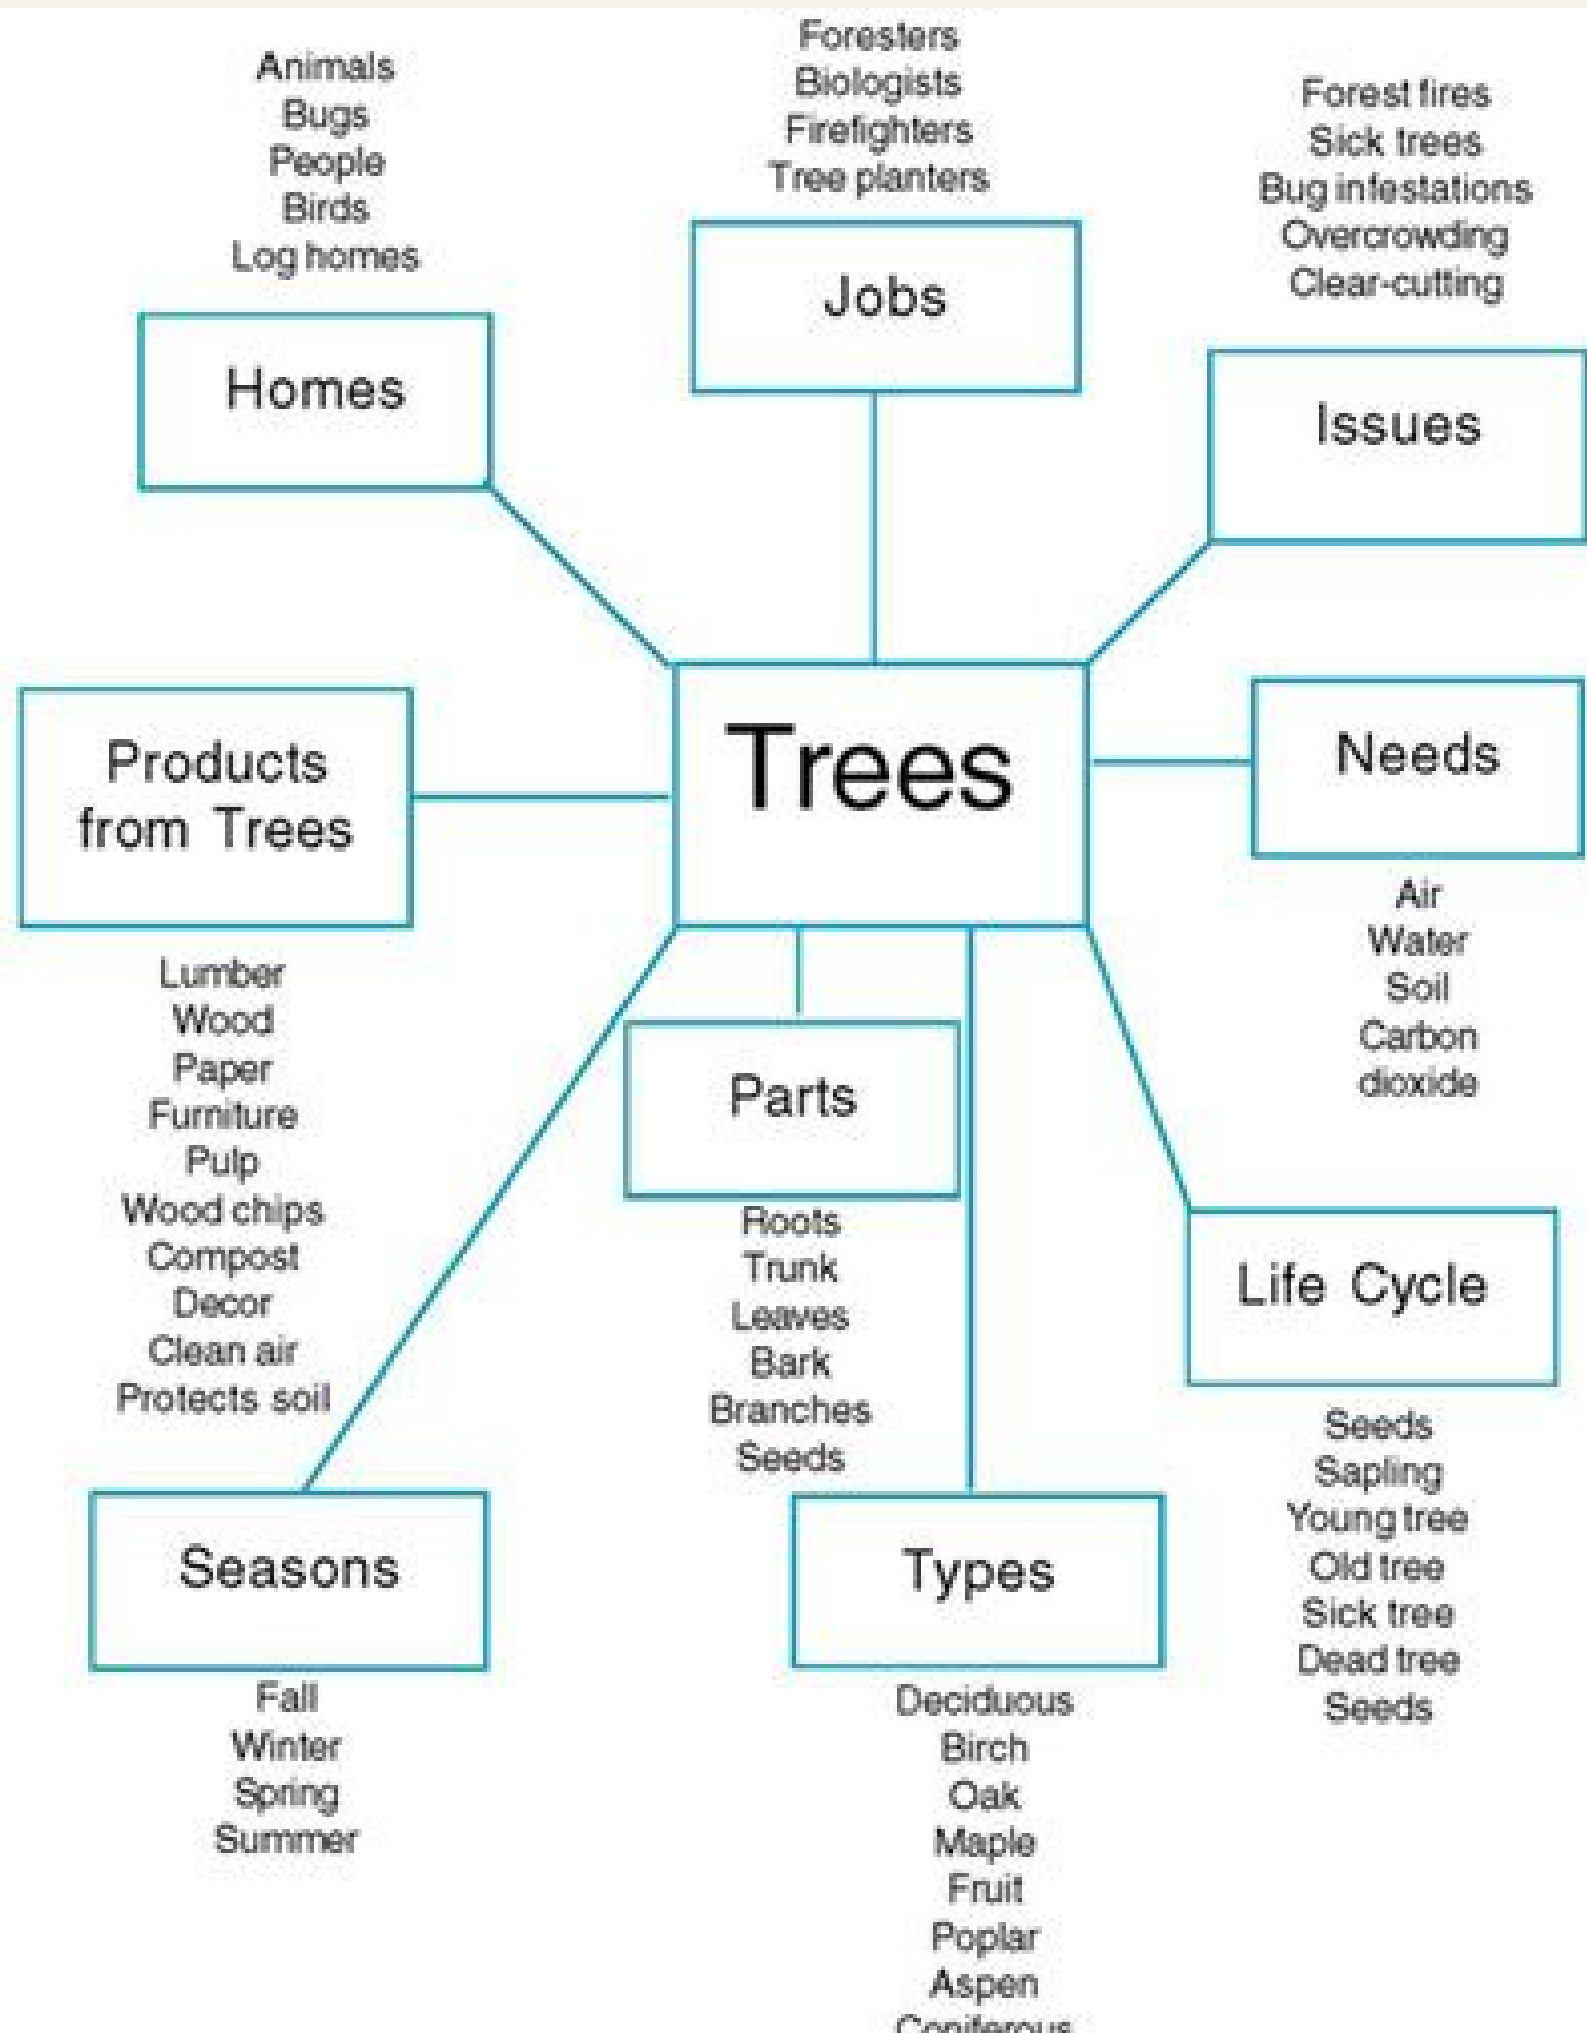 Animals
Bugs
People
Birds
Log homes
Homes
Foresters
Biologists
Firefighters
Tree planters
Jobs
Forest fires
Sick trees
Bug infestations
Overcrowding
Clear-cutting
Issues
Trees
Products
from Trees
Lumber
Wood
Paper
Furniture
Pulp
Wood chips
Compost
Decor
Clean air
Protects soil
Needs
Air
Water
Soil
Carbon
dioxide
Parts
Roots
Trunk
Leaves
Bark
Branches
Seeds
Life Cycle
Seeds
Sapling
Young tree
Old tree
Sick tree
Dead tree
Seeds
Seasons
Fall
Winter
Spring
Summer
Types
Deciduous
Birch
Oak
Maple
Fruit
Poplar
Aspen
Coniferous